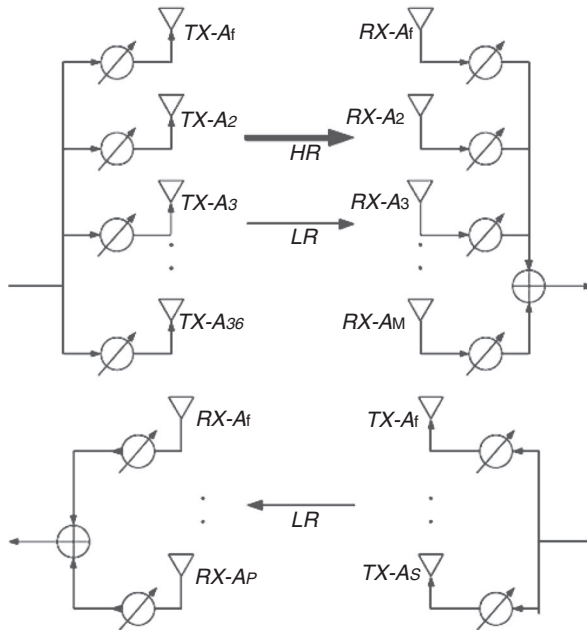 TX-Af
RX-Af
TX-A2
RX-A2
HR
TX-A3
RX-A3
LR
TX-A36
RX-AM
RX-Af
TX-Af
LR
RX-AP
TX-AS